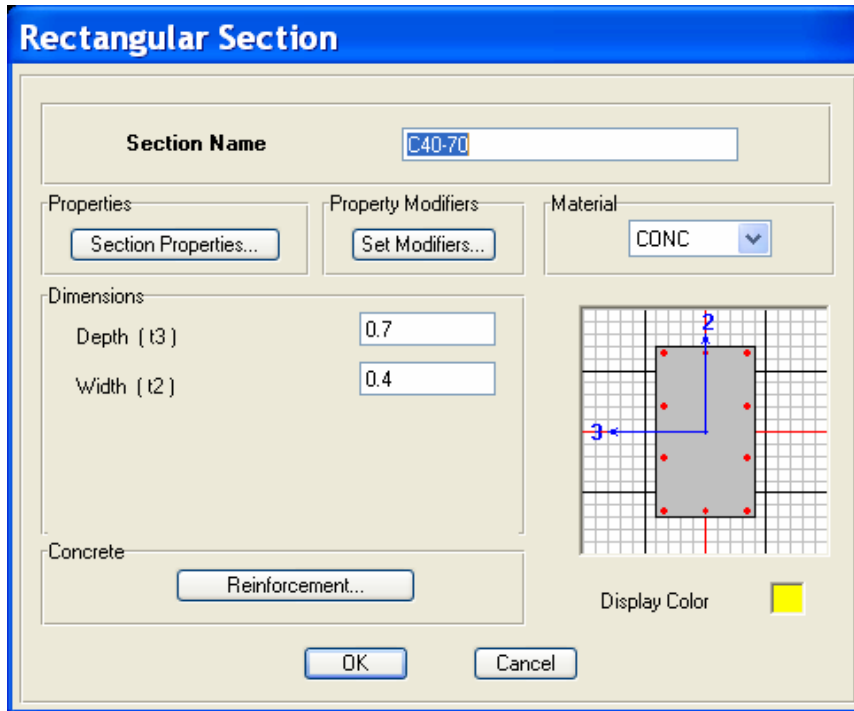 Rectangular Section
Section Name C40-70
Properties Property Modifiers Material
Section Properties... Set Modifiers... CONC
Dimensions
Depth ( t3 ) 0.7
Width ( t2 ) 0.4
2
3
Concrete
Reinforcement...
Display Color
OK Cancel